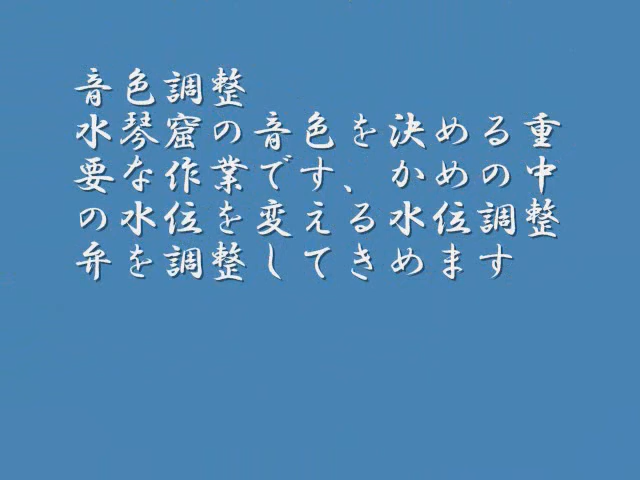 音色調整
水琴窟の音色を決める重
要な作業です、かめの中
の水位を変える水位調整
弁を調整してきめます